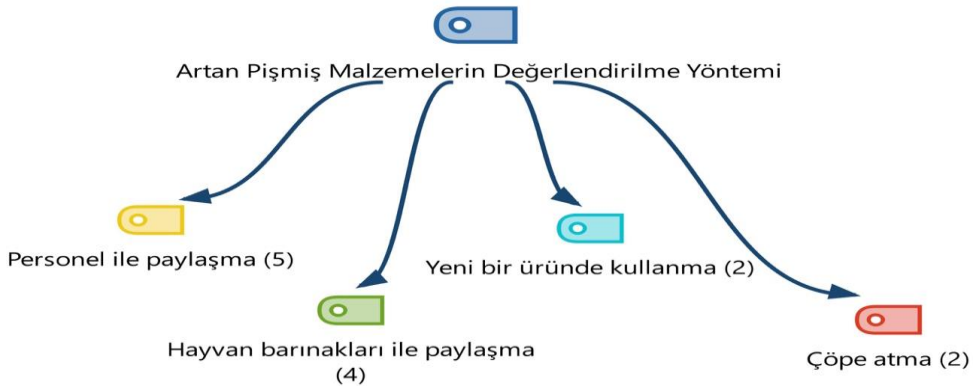 Artan Pişmiş Malzemelerin Değerlendirilme Yöntemi
Personel ile paylaşma (5)
Yeni bir üründe kullanma (2)
Hayvan barınakları ile paylaşma
(4)
Çöpe atma (2)